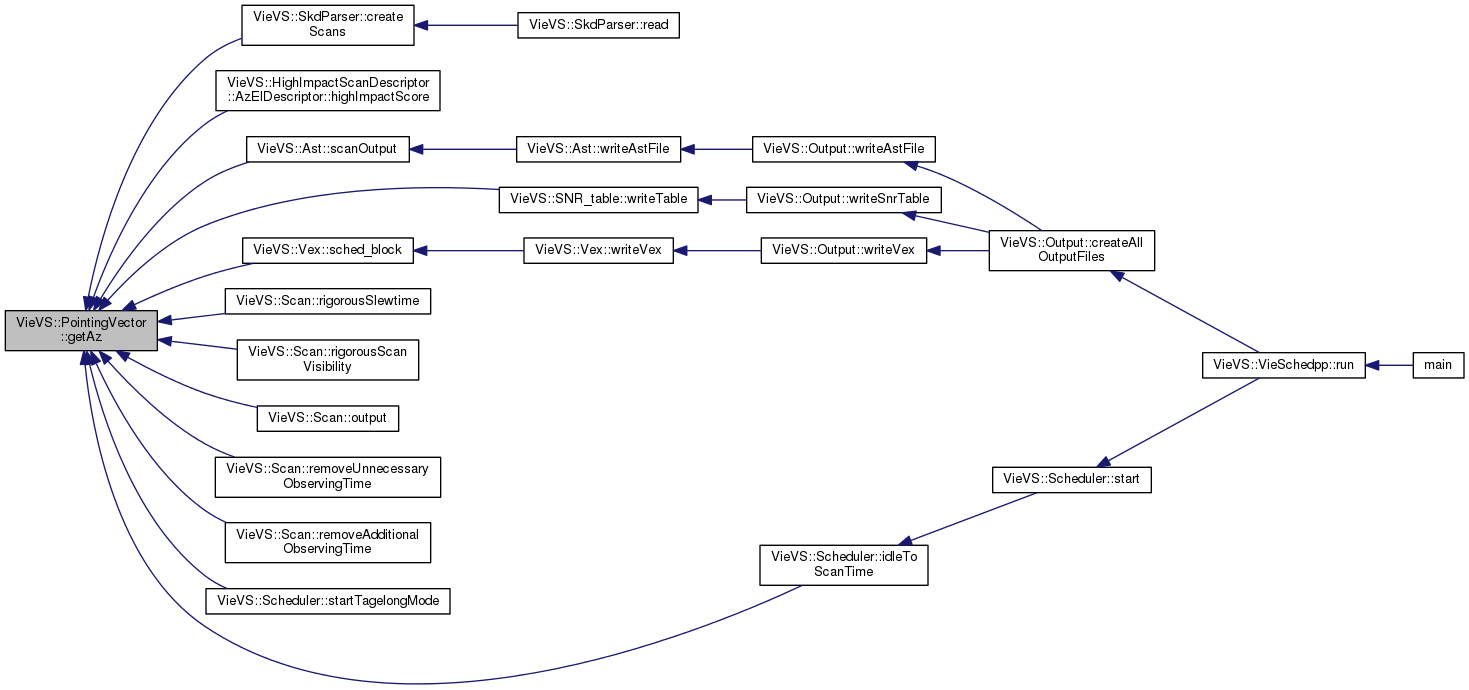 VieVS::SkdParser::create
Scans
VieVS::SkdParser::read
VieVS::HighImpactScanDescriptor
::AzElDescriptor::highImpactScore
VieVS::Ast::scanOutput
VieVS::Ast::writeAstFile
VieVS::Output::writeAstFile
VieVS::SNR_table::writeTable
VieVS::Output::writeSnrTable
VieVS::Vex::sched_block
VieVS::Vex::writeVex
VieVS::Output::writeVex
VieVS::Output::createAll
OutputFiles
VieVS::Scan::rigorousSlewtime
VieVS::PointingVector
::getAz
VieVS::Scan::rigorousScan
Visibility
VieVS::VieSchedpp::run
main
VieVS::Scan::output
VieVS::Scan::removeUnnecessary
ObservingTime
VieVS::Scheduler::start
VieVS::Scan::removeAdditional
ObservingTime
VieVS::Scheduler::idleTo
ScanTime
VieVS::Scheduler::startTagelongMode